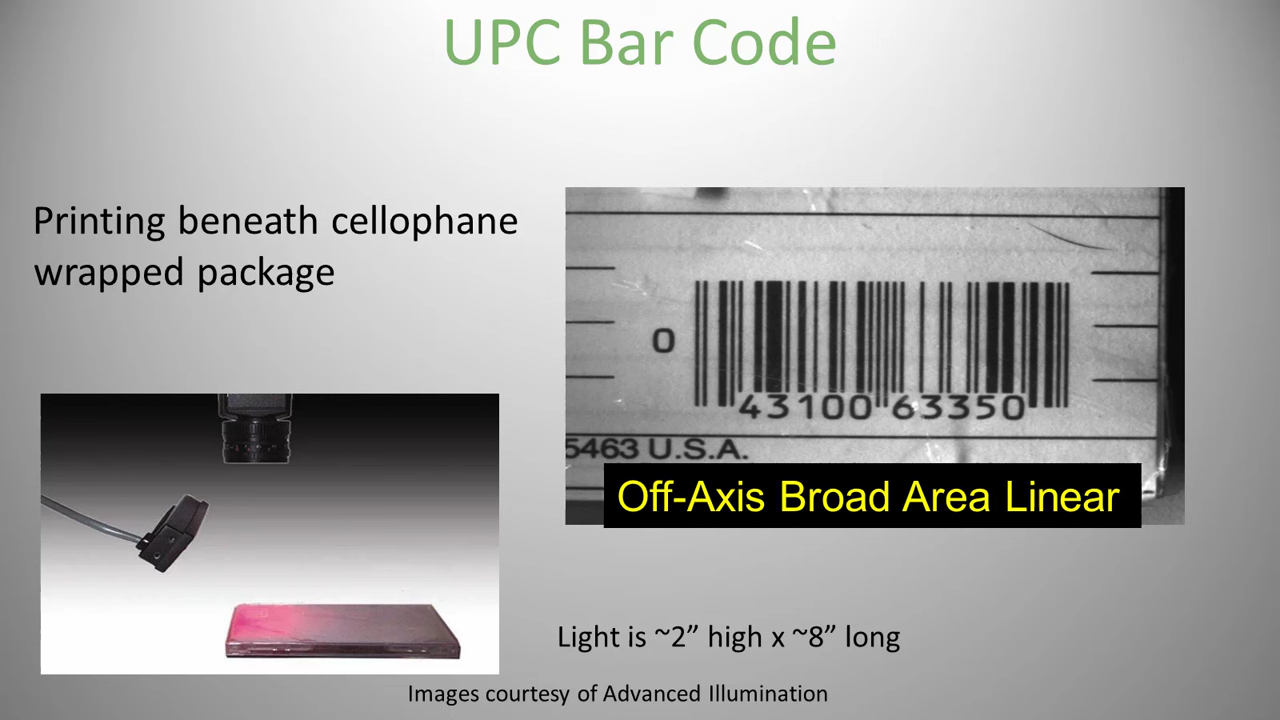 UPC Bar Code
Printing beneath cellophane
wrapped package
0
43100 63350
5463 U.S.A.
Off-Axis Broad Area Linear
Light is ~2” high x ~8” long
Images courtesy of Advanced Illumination